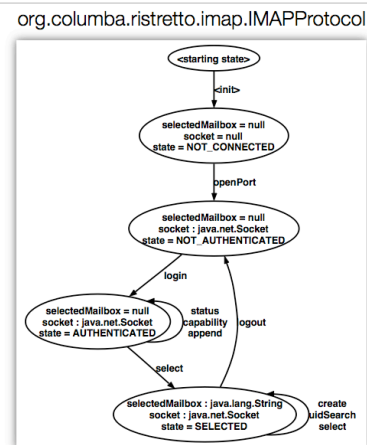 org.columba.ristretto.imap.IMAPProtocol
<starting state>
<init>
selectedMailbox = null
socket = null
state = NOT_CONNECTED
openPort
selectedMailbox = null
socket : java.net.Socket
state = NOT_AUTHENTICATED
login
selectedMailbox = null
socket : java.net.Socket
state = AUTHENTICATED
status
capability
append
logout
select
selectedMailbox : java.lang.String
socket : java.net.Socket
state = SELECTED
create
uidSearch
select